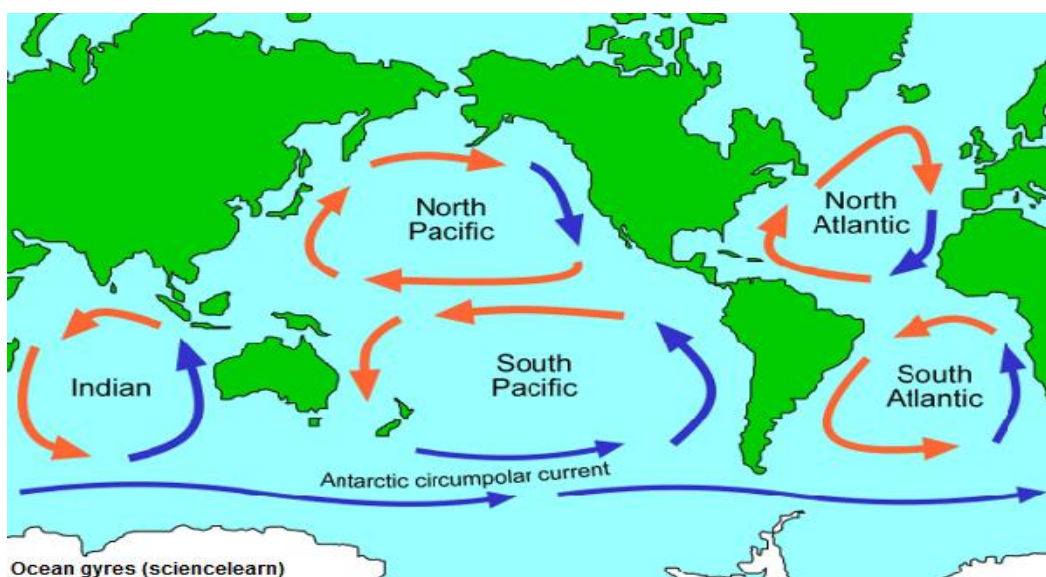 North
Pacific
North
Atlantic
Indian
South
Pacific
South
Atlantic
Antarctic circumpolar current
Ocean gyres (sciencelearn)